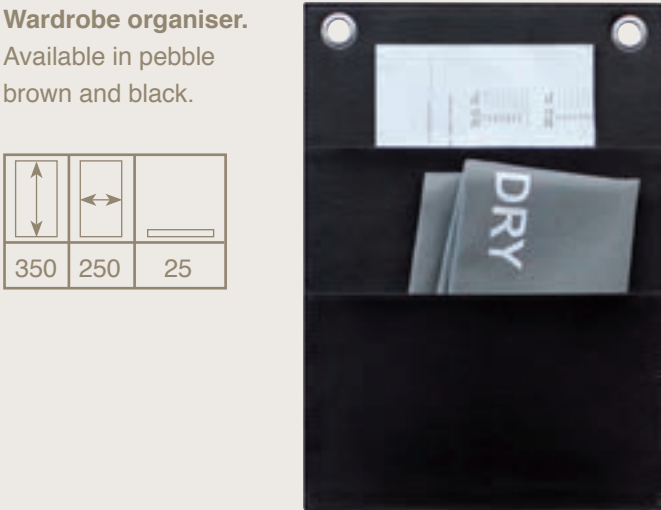 Wardrobe organiser.
Available in pebble
brown and black.
350 250 25
DRY